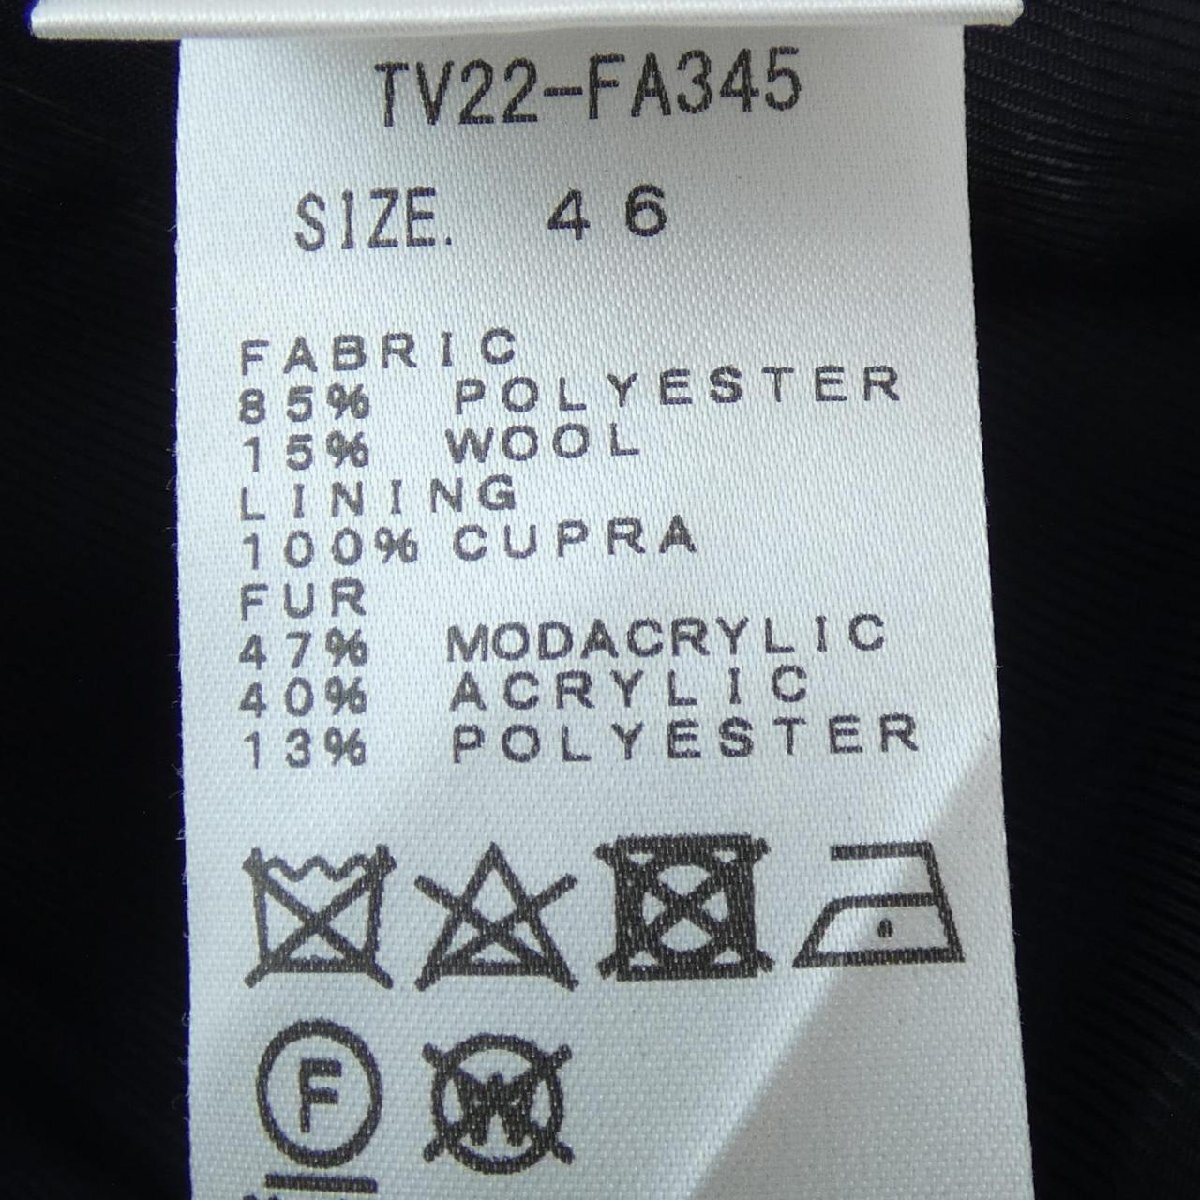 TV22-FA345
SIZE. 46
FABRIC
85% POLYESTER
15% WOOL
LINING
100% CUPRA
FUR
47% MODACRYLIC
40% ACRYLIC
13% POLYESTER
F
W